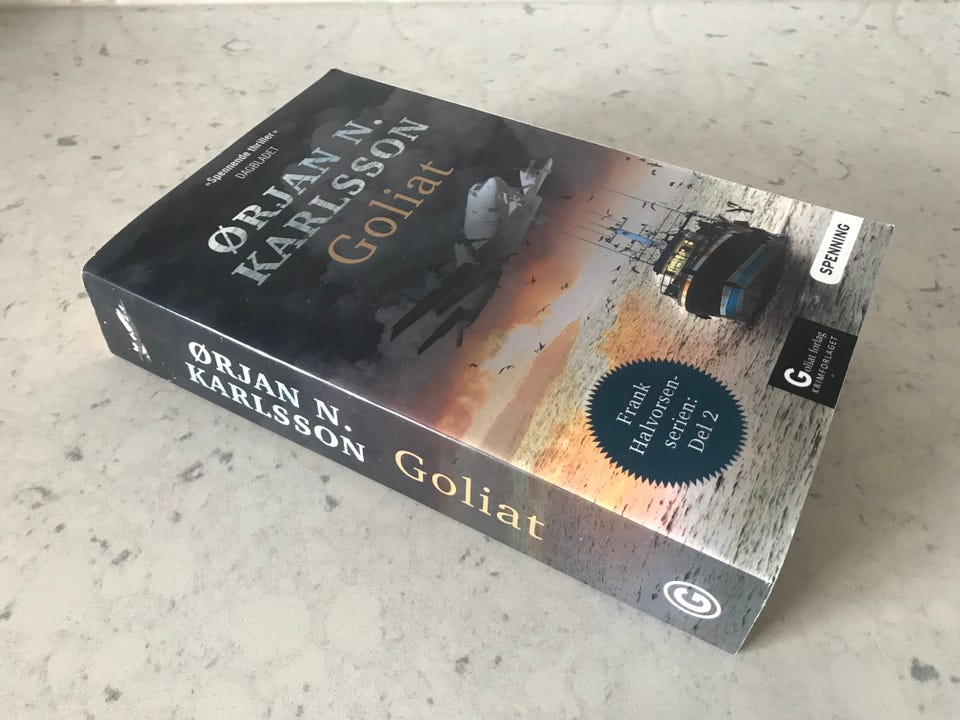 «Spennende thriller»
DAGBLADET
ØRJAN N.
KARLSSON
Goliat
SPENNING
Goliat forlag
KRIMFORLAGET
Frank
Halvorsen-
serien:
Del 2
ØRJAN N.
KARLSSON
Goliat
G